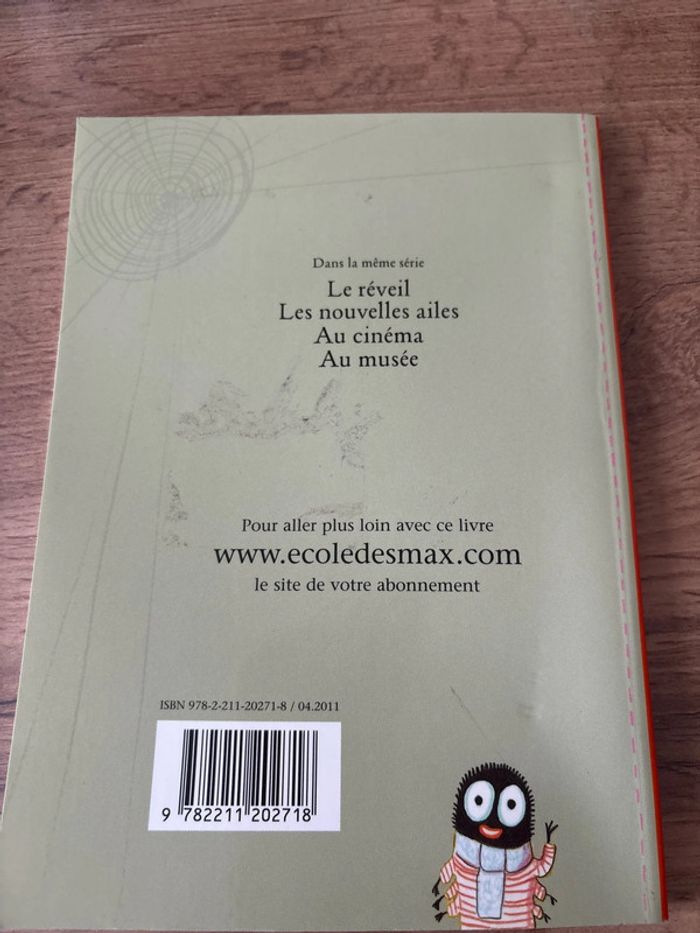 Dans la même série
Le réveil
Les nouvelles ailes
Au cinéma
Au musée
Pour aller plus loin avec ce livre
www.ecoledesmax.com
le site de votre abonnement
ISBN 978-2-211-20271-8 / 04.2011
9 782211 202718